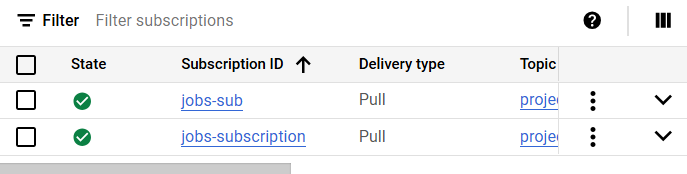 Filter Filter subscriptions
State Subscription ID Delivery type Topic
jobs-sub Pull
jobs-subscription Pull